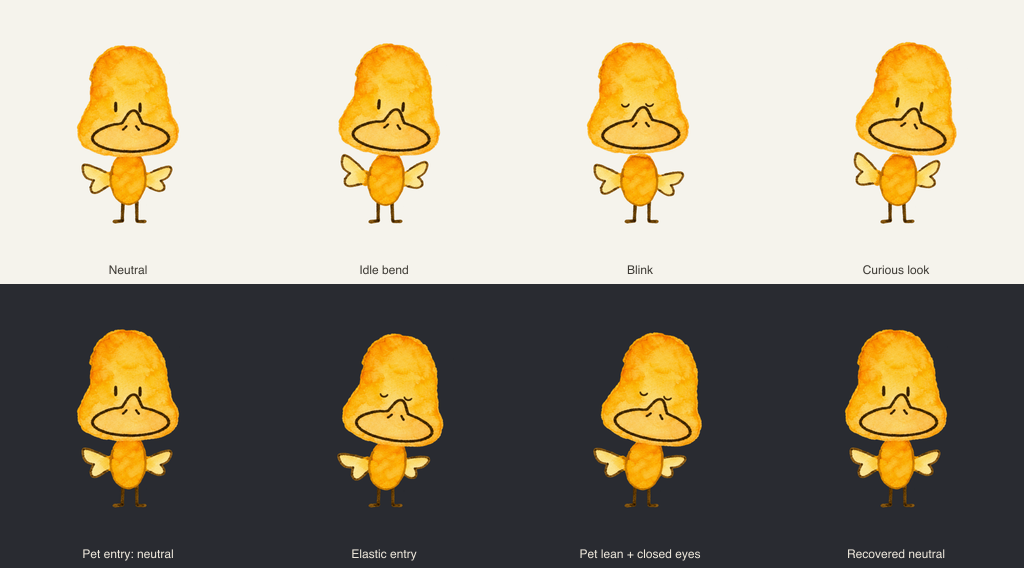 Neutral
Idle bend
Blink
Curious look
Pet entry: neutral
Elastic entry
Pet lean + closed eyes
Recovered neutral